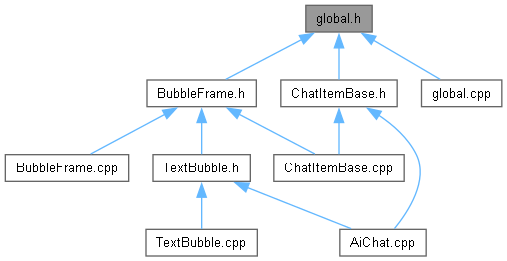 global.h
BubbleFrame.h
ChatItemBase.h
global.cpp
BubbleFrame.cpp
TextBubble.h
ChatItemBase.cpp
TextBubble.cpp
AiChat.cpp